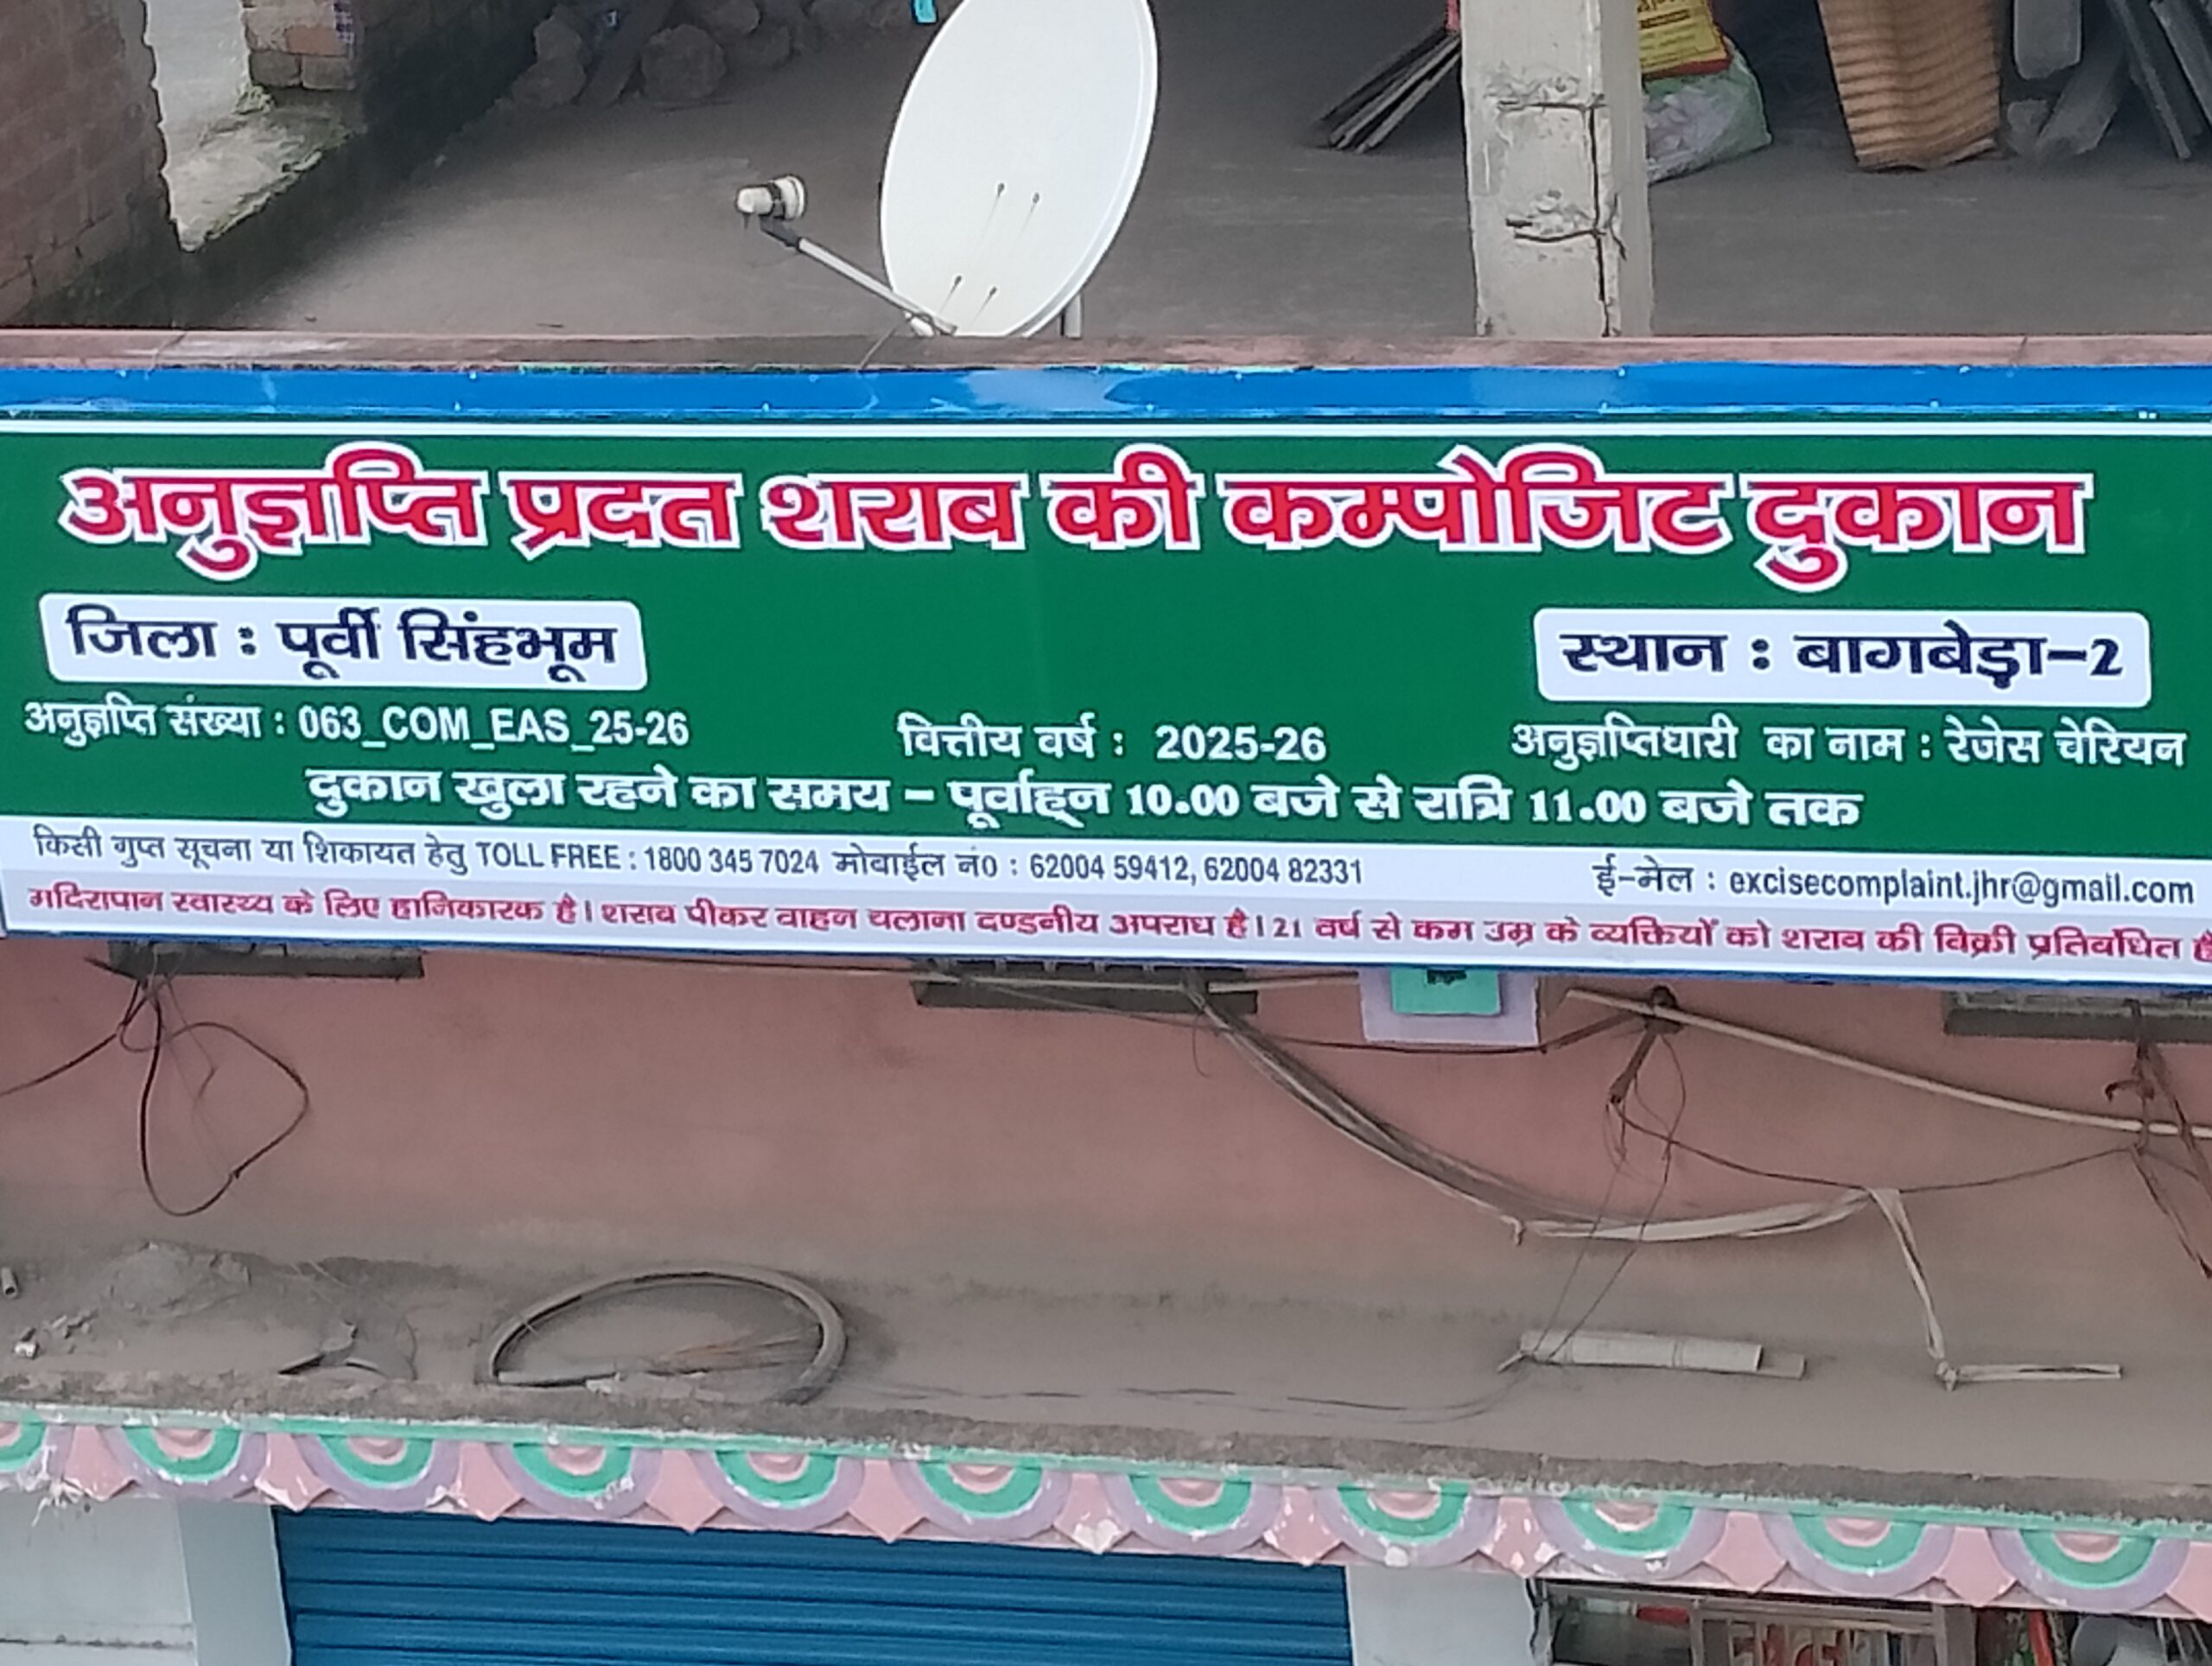 अनुज्ञप्ति प्रदत शराब की कम्पोजिट दुकान
जिला : पूर्वी सिंहभूम
स्थान : बागबेड़ा-2
अनुज्ञप्ति संख्या : 063_COM_EAS_25-26
वित्तीय वर्ष : 2025-26
अनुज्ञप्तिधारी का नाम : रेजेस चेरियन
दुकान खुला रहने का समय - पूर्वाह्न 10.00 बजे से रात्रि 11.00 बजे तक
किसी गुप्त सूचना या शिकायत हेतु TOLL FREE : 1800 345 7024 मोबाईल नं0 : 62004 59412, 62004 82331
ई-मेल : excisecomplaint.jhr@gmail.com
मदिरापान स्वास्थ्य के लिए हानिकारक है। शराब पीकर वाहन चलाना दण्डनीय अपराध है। 21 वर्ष से कम उम्र के व्यक्तियों को शराब की विक्री प्रतिबंधित है